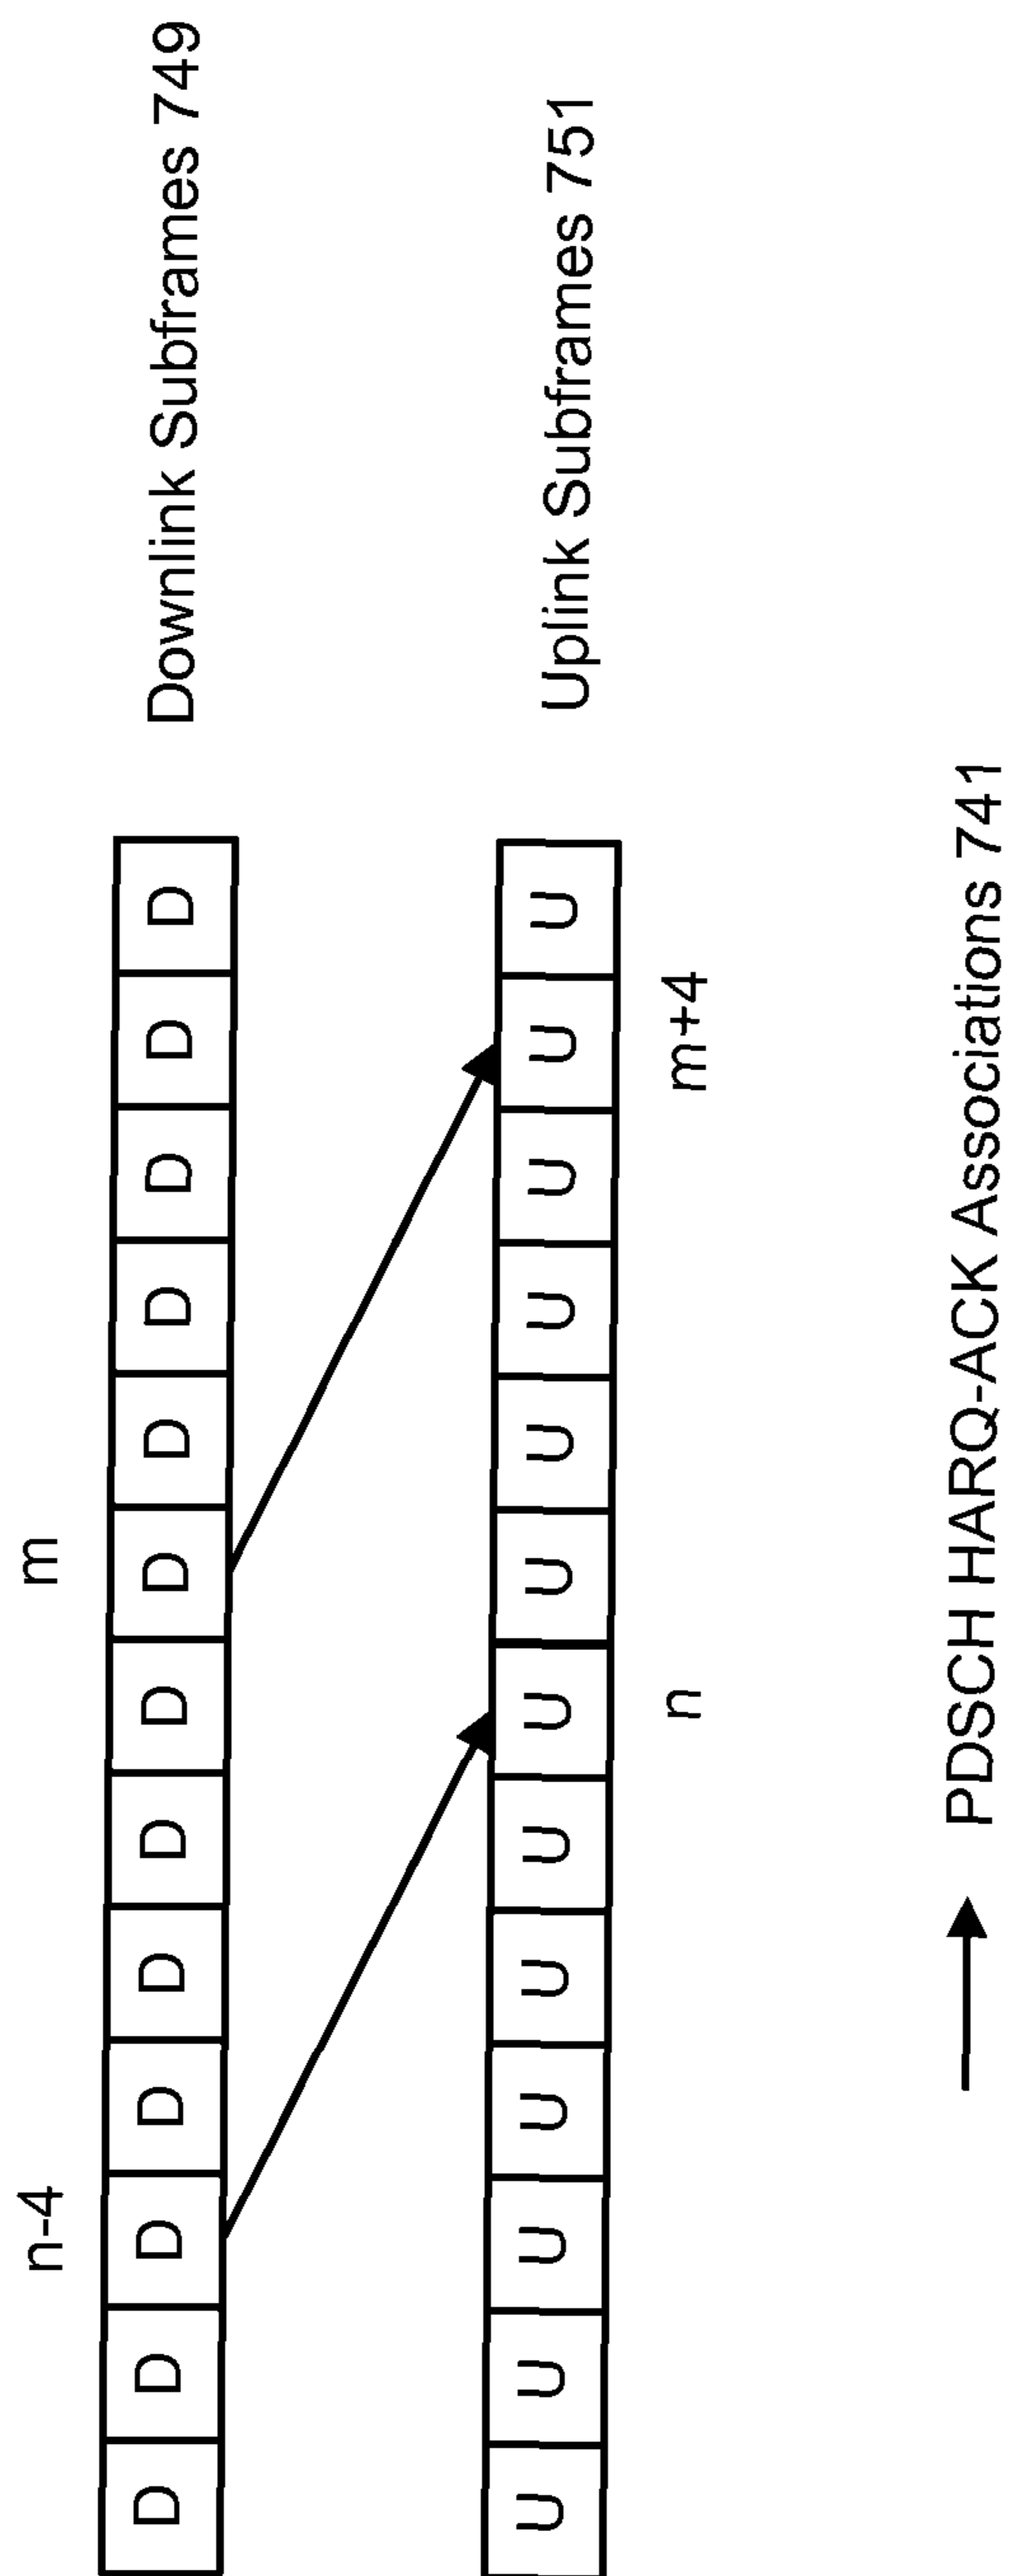 n-4 m
D D D D D D D D D D D D D Downlink Subframes 749
U U U U U U U U U U U U U Uplink Subframes 751
n m+4
PDSCH HARQ-ACK Associations 741